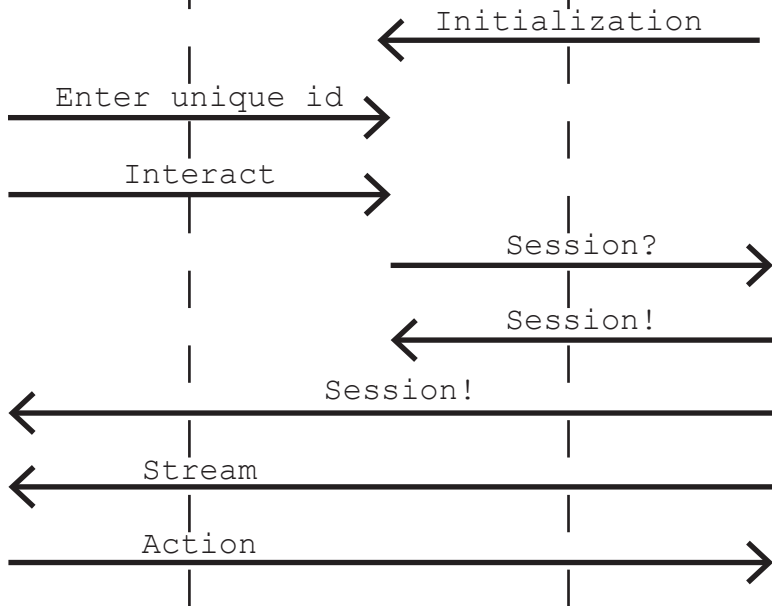 Initialization
Enter unique id
Interact
Session?
Session!
Session!
Stream
Action